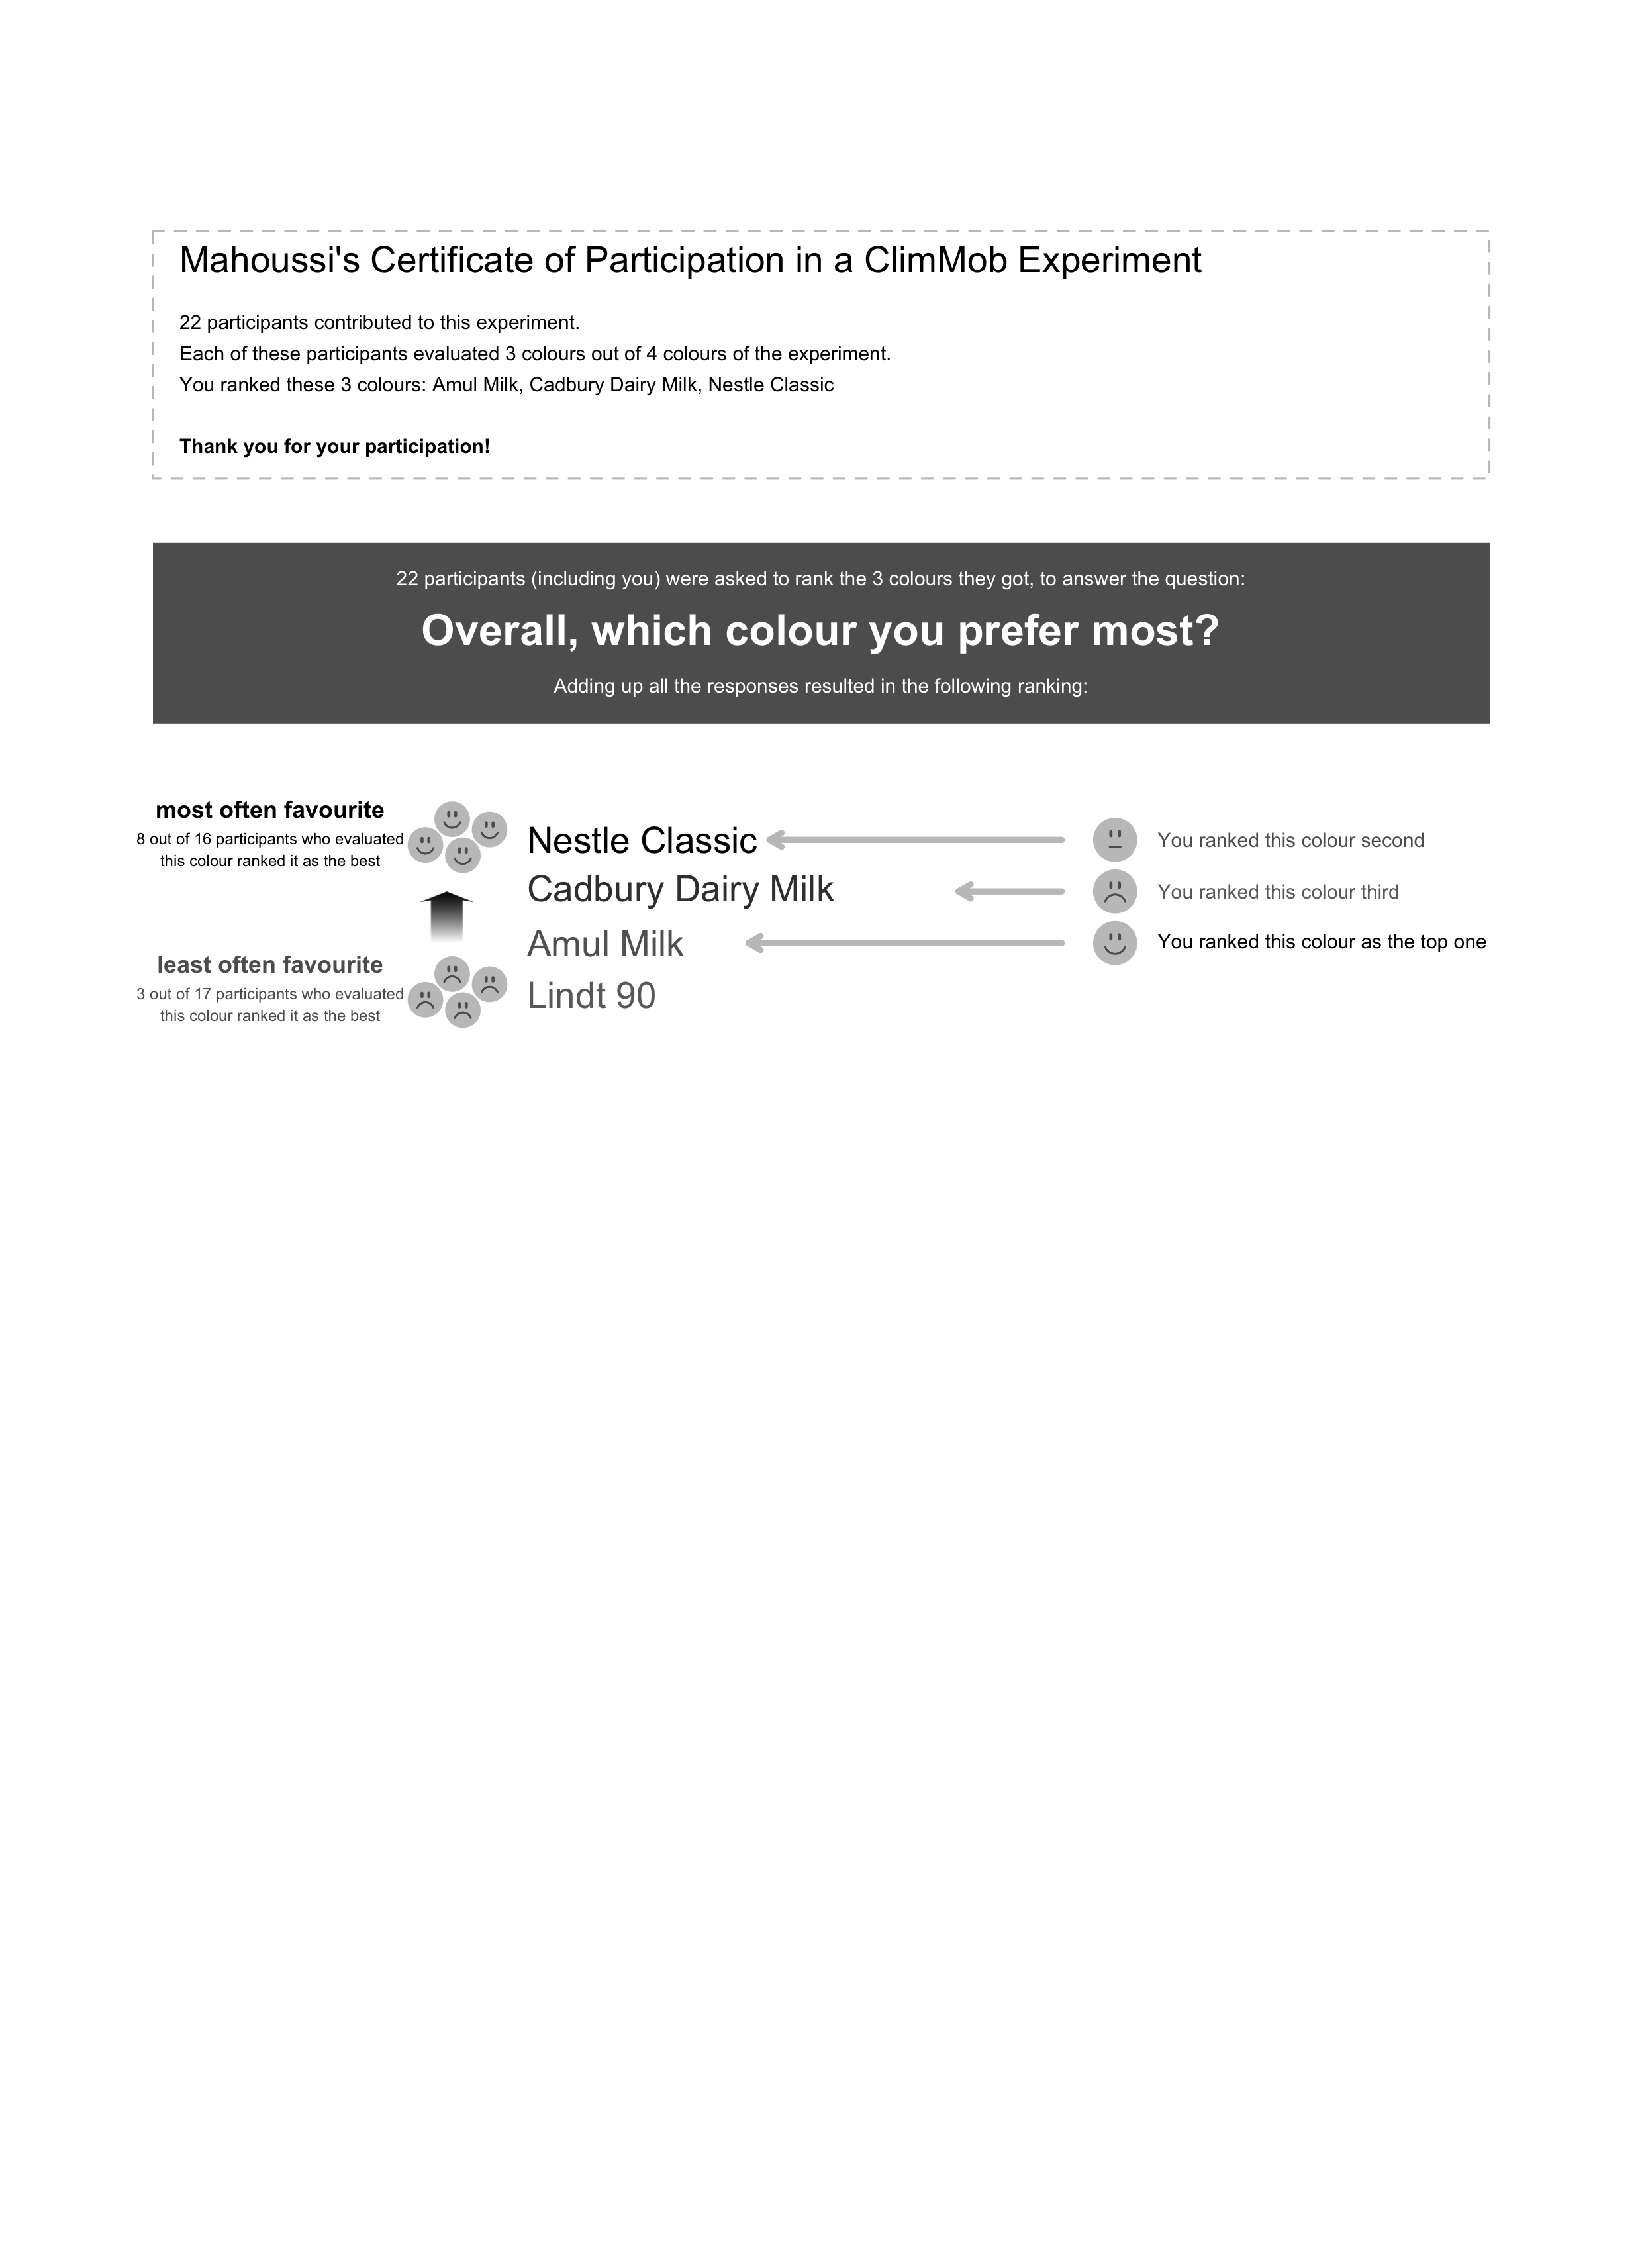 Mahoussi's Certificate of Participation in a ClimMob Experiment
22 participants contributed to this experiment.
Each of these participants evaluated 3 colours out of 4 colours of the experiment.
You ranked these 3 colours: Amul Milk, Cadbury Dairy Milk, Nestle Classic
Thank you for your participation!
22 participants (including you) were asked to rank the 3 colours they got, to answer the question:
Overall, which colour you prefer most?
Adding up all the responses resulted in the following ranking:
most often favourite
8 out of 16 participants who evaluated
this colour ranked it as the best
Nestle Classic
You ranked this colour second
Cadbury Dairy Milk
You ranked this colour third
Amul Milk
You ranked this colour as the top one
least often favourite
3 out of 17 participants who evaluated
this colour ranked it as the best
Lindt 90